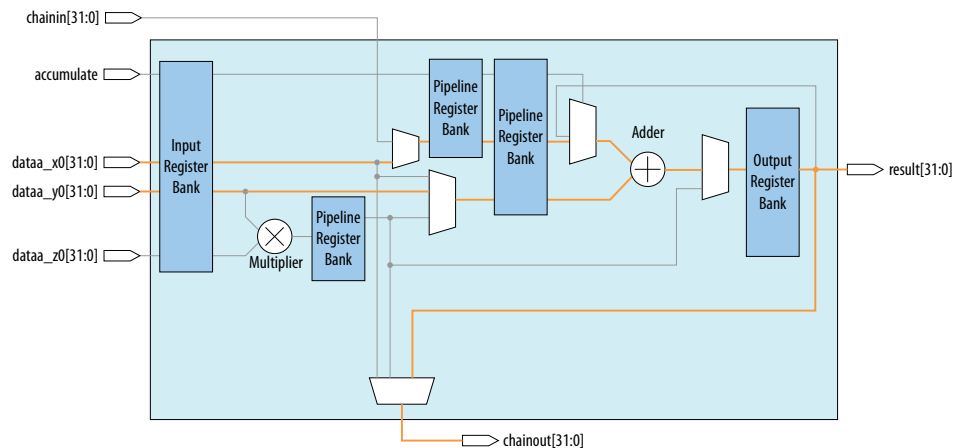 chainin[31:0]
accumulate
dataa_x0[31:0]
dataa_y0[31:0]
dataa_z0[31:0]
Input
Register
Bank
Multiplier
Pipeline
Register
Bank
Pipeline
Register
Bank
Pipeline
Register
Bank
Adder
Output
Register
Bank
result[31:0]
chainout[31:0]